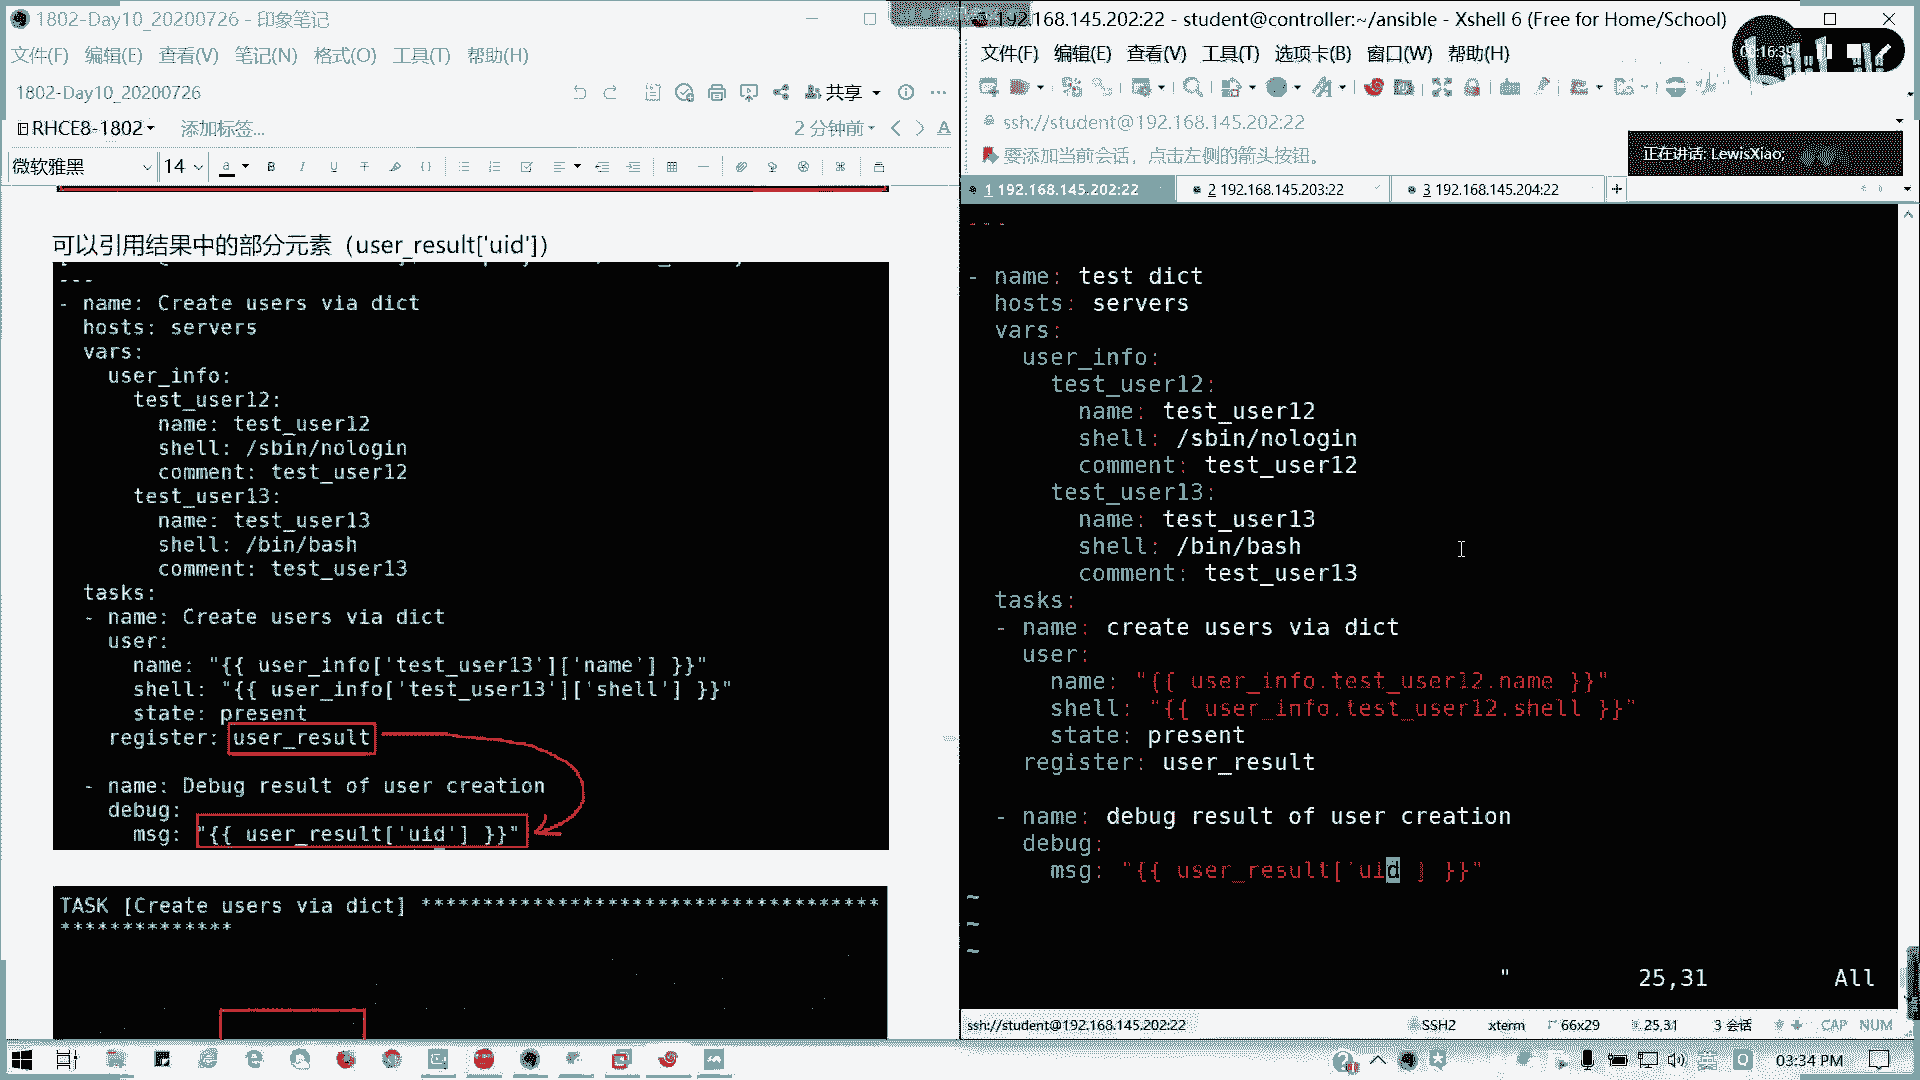 1802-Day10_20200726 - 印象笔记
文件(F) 编辑(E) 查看(V) 笔记(N) 格式(O) 工具(T) 帮助(H)
1802-Day10_20200726
共享
RHCE8-1802
添加标签...
2 分钟前
微软雅黑
14
可以引用结果中的部分元素（user_result['uid']）
---
- name: Create users via dict
hosts: servers
vars:
user_info:
test_user12:
name: test_user12
shell: /sbin/nologin
comment: test_user12
test_user13:
name: test_user13
shell: /bin/bash
comment: test_user13
tasks:
- name: Create users via dict
user:
name: "{{ user_info['test_user13']['name'] }}"
shell: "{{ user_info['test_user13']['shell'] }}"
state: present
register: user_result
- name: Debug result of user creation
debug:
msg: "{{ user_result['uid'] }}"
TASK [Create users via dict] ***********************************
**************
192.168.145.202:22 - student@controller:~/ansible - Xshell 6 (Free for Home/School)
文件(F) 编辑(E) 查看(V) 工具(T) 选项卡(B) 窗口(W) 帮助(H)
ssh://student@192.168.145.202:22
要添加当前会话，点击左侧的箭头按钮。
正在讲话: LewisXiao;
1 192.168.145.202:22
2 192.168.145.203:22
3 192.168.145.204:22
---
- name: test dict
hosts: servers
vars:
user_info:
test_user12:
name: test_user12
shell: /sbin/nologin
comment: test_user12
test_user13:
name: test_user13
shell: /bin/bash
comment: test_user13
tasks:
- name: create users via dict
user:
name: "{{ user_info.test_user12.name }}"
shell: "{{ user_info.test_user12.shell }}"
state: present
register: user_result
- name: debug result of user creation
debug:
msg: "{{ user_result['uid'] }}"
~
~
~
" 25,31 All
ssh://student@192.168.145.202:22
SSH2 xterm 66x29 25,31 3 会话 CAP NUM
03:34 PM